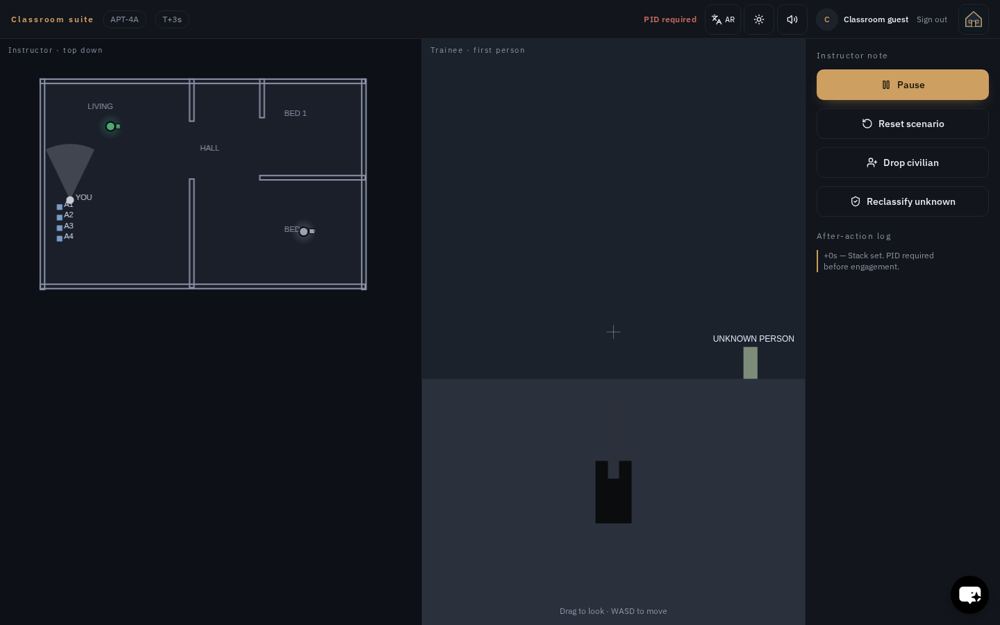 Classroom suite
APT-4A
T+3s
PID required
AR
C
Classroom guest
Sign out
Instructor · top down
LIVING
BED 1
HALL
YOU
A1
A2
A3
A4
Trainee · first person
UNKNOWN PERSON
Drag to look · WASD to move
Instructor note
Pause
Reset scenario
Drop civilian
Reclassify unknown
After-action log
+0s — Stack set. PID required
before engagement.